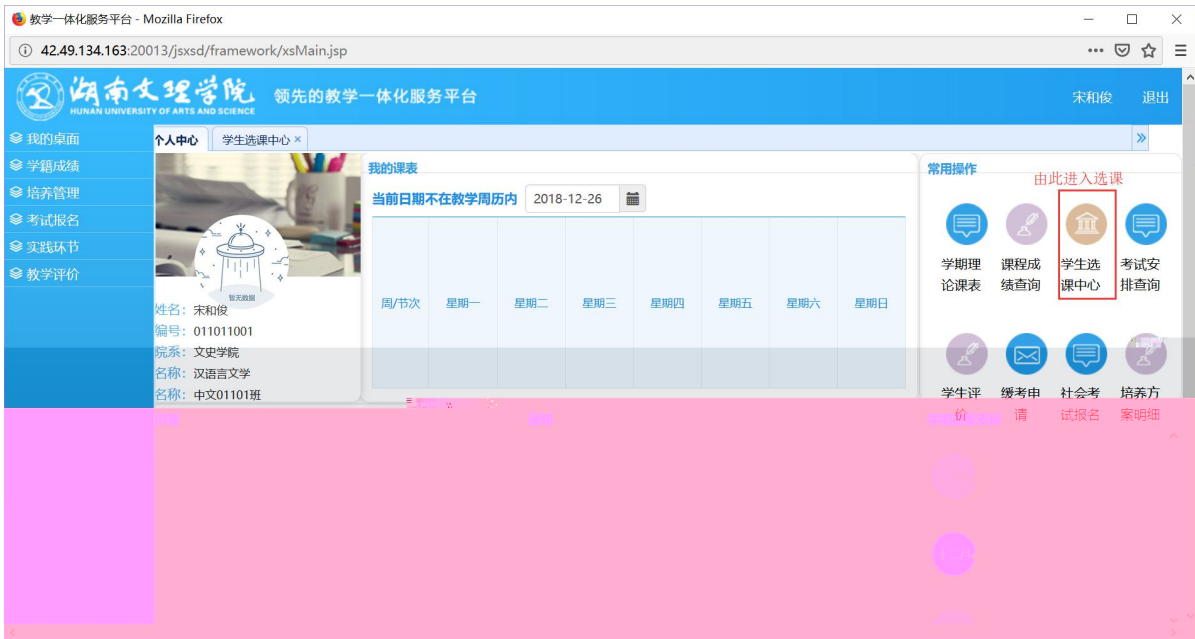 教学一体化服务平台 - Mozilla Firefox
42.49.134.163:20013/jsxsd/framework/xsMain.jsp
湖南文理学院
HUNAN UNIVERSITY OF ARTS AND SCIENCE
领先的教学一体化服务平台
宋和俊 退出
我的桌面
学籍成绩
培养管理
考试报名
实践环节
教学评价
个人中心 学生选课中心
暂无数据
姓名：宋和俊
编号：011011001
院系：文史学院
名称：汉语言文学
名称：中文01101班
我的课表
当前日期不在教学周历内 2018-12-26
周/节次 星期一 星期二 星期三 星期四 星期五 星期六 星期日
常用操作
由此进入选课
学期理论课表
课程成绩查询
学生选课中心
考试安排查询
学生评价
缓考申请
社会考试报名
培养方案明细